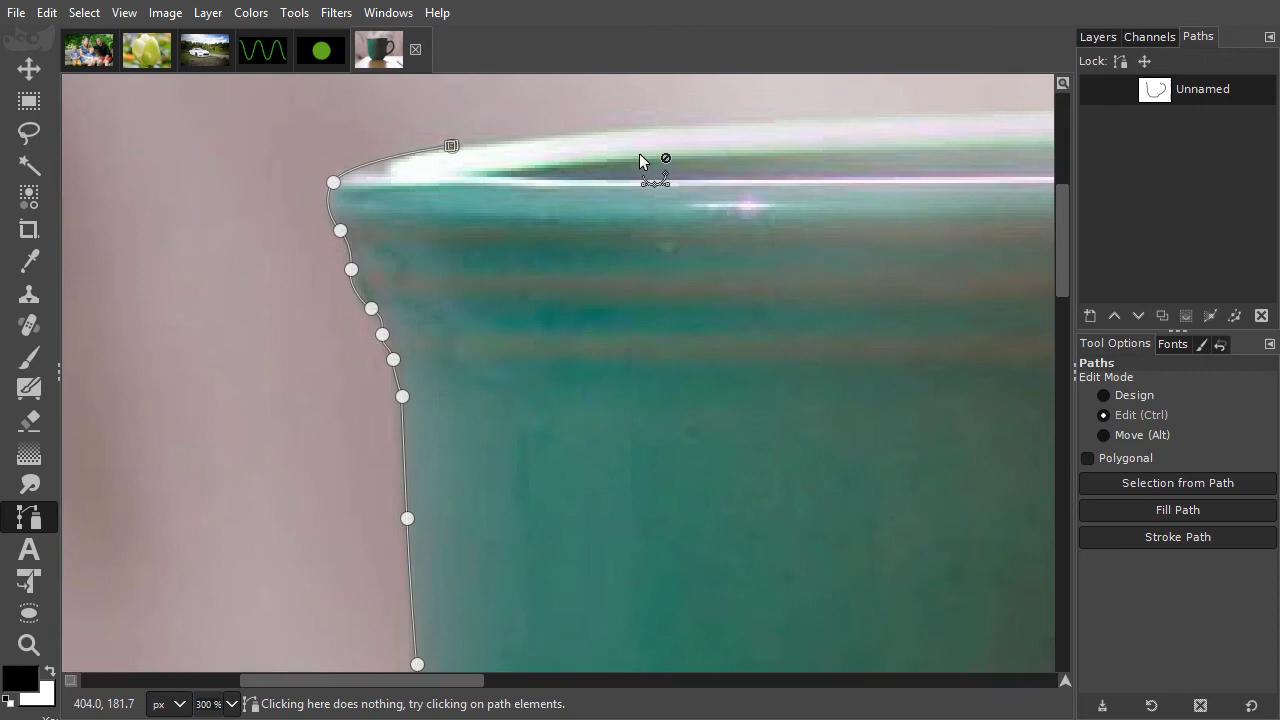 File Edit Select View Image Layer Colors Tools Filters Windows Help
Layers Channels Paths
Lock:
Unnamed
Tool Options Fonts
Paths
Edit Mode
Design
Edit (Ctrl)
Move (Alt)
Polygonal
Selection from Path
Fill Path
Stroke Path
404.0, 181.7 px 300 % Clicking here does nothing, try clicking on path elements.